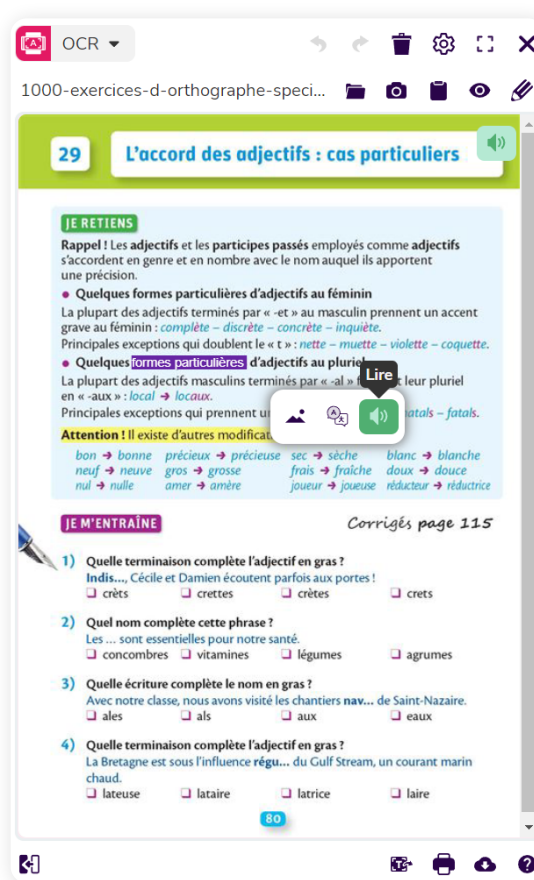 OCR
1000-exercices-d-orthographe-speci...
29 L'accord des adjectifs : cas particuliers
JE RETIENS
Rappel ! Les adjectifs et les participes passés employés comme adjectifs
s'accordent en genre et en nombre avec le nom auquel ils apportent
une précision.
● Quelques formes particulières d'adjectifs au féminin
La plupart des adjectifs terminés par « -et » au masculin prennent un accent
grave au féminin : complète – discrète – concrète – inquiète.
Principales exceptions qui doublent le « t » : nette – muette – violette – coquette.
● Quelques formes particulières d'adjectifs au pluriel
Lire
La plupart des adjectifs masculins terminés par « -al » leur pluriel
en « -aux » : local ➔ locaux.
Principales exceptions qui prennent natals – fatals.
Attention ! Il existe d'autres
bon ➔ bonne précieux ➔ précieuse sec ➔ sèche blanc ➔ blanche
neuf ➔ neuve gros ➔ grosse frais ➔ fraîche doux ➔ douce
nul ➔ nulle amer ➔ amère joueur ➔ joueuse réducteur ➔ réductrice
JE M'ENTRAÎNE Corrigés page 115
1) Quelle terminaison complète l'adjectif en gras ?
Indis..., Cécile et Damien écoutent parfois aux portes !
❏ crèts ❏ crettes ❏ crètes ❏ crets
2) Quel nom complète cette phrase ?
Les ... sont essentielles pour notre santé.
❏ concombres ❏ vitamines ❏ légumes ❏ agrumes
3) Quelle écriture complète le nom en gras ?
Avec notre classe, nous avons visité les chantiers nav... de Saint-Nazaire.
❏ ales ❏ als ❏ aux ❏ eaux
4) Quelle terminaison complète l'adjectif en gras ?
La Bretagne est sous l'influence régu... du Gulf Stream, un courant marin
chaud.
❏ lateuse ❏ lataire ❏ latrice ❏ laire
80